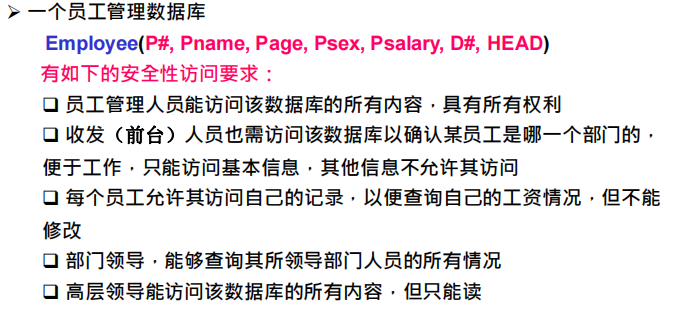 ➢ 一个员工管理数据库
Employee(P#, Pname, Page, Psex, Psalary, D#, HEAD)
有如下的安全性访问要求：
❑ 员工管理人员能访问该数据库的所有内容，具有所有权利
❑ 收发（前台）人员也需访问该数据库以确认某员工是哪一个部门的，
便于工作，只能访问基本信息，其他信息不允许其访问
❑ 每个员工允许其访问自己的记录，以便查询自己的工资情况，但不能
修改
❑ 部门领导，能够查询其所领导部门人员的所有情况
❑ 高层领导能访问该数据库的所有内容，但只能读